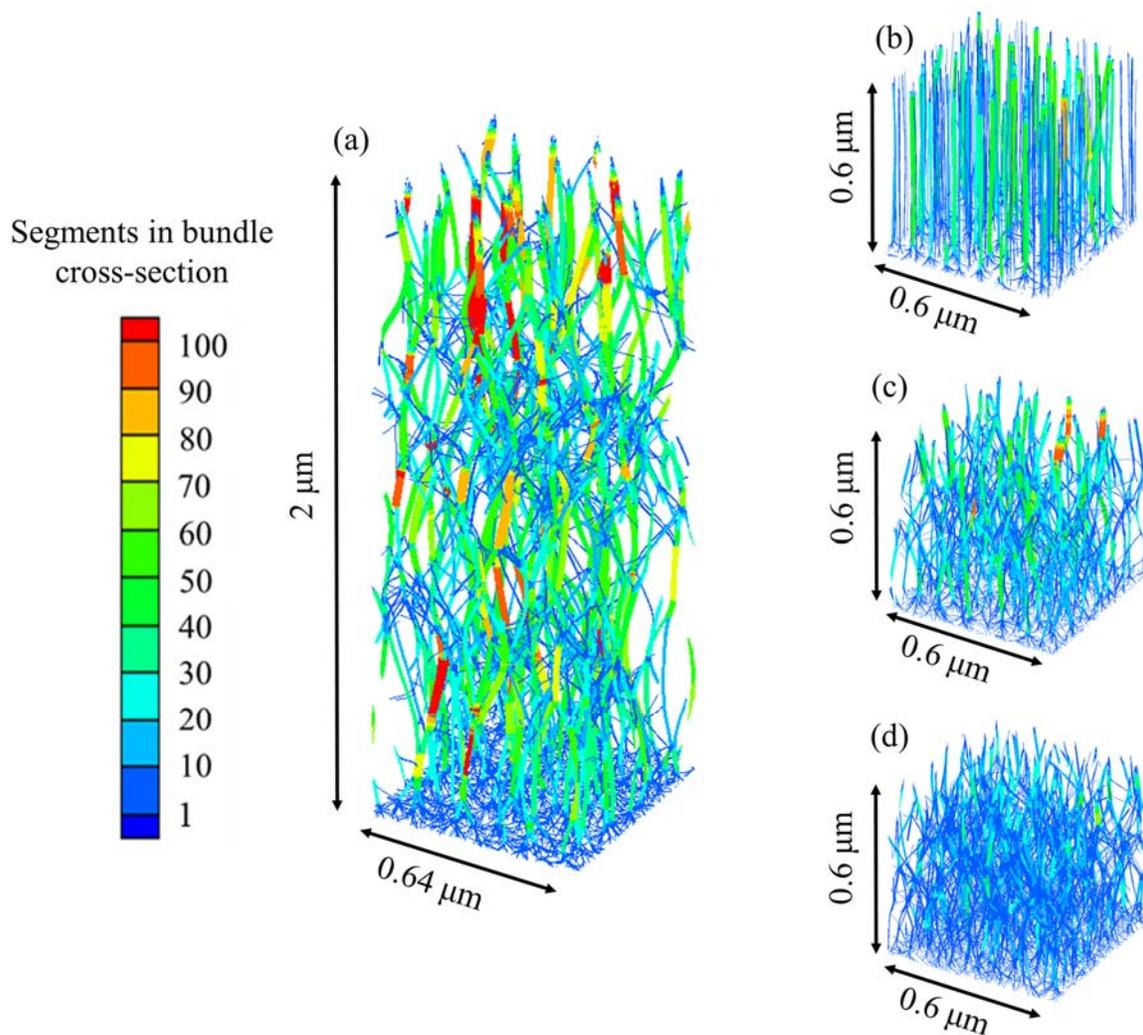 Segments in bundle
cross-section
100
90
80
70
60
50
40
30
20
10
1
(a)
2 μm
0.64 μm
(b)
0.6 μm
0.6 μm
(c)
0.6 μm
0.6 μm
(d)
0.6 μm
0.6 μm